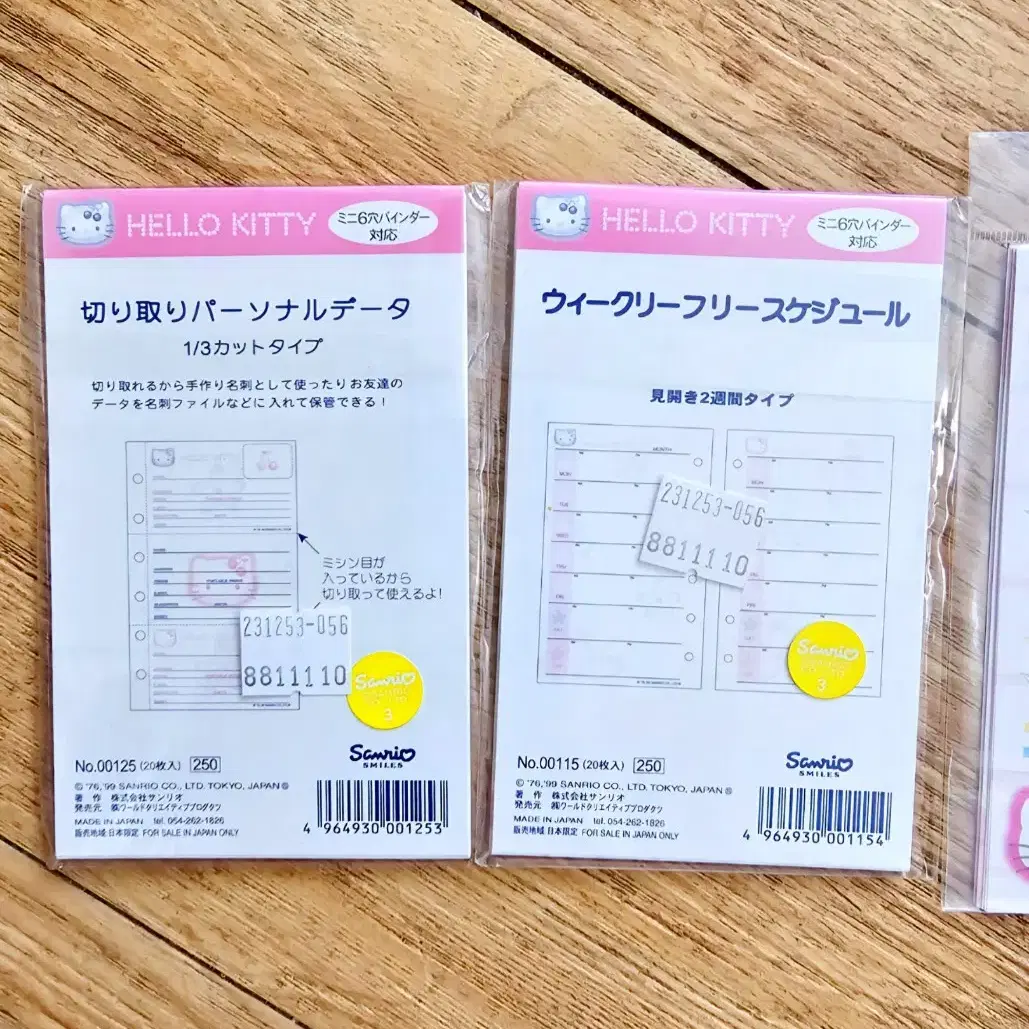 HELLO KITTY
ミニ6穴バインダー
対応
切り取りパーソナルデータ
1/3カットタイプ
切り取れるから手作り名刺として使ったりお友達の
データを名刺ファイルなどに入れて保管できる！
ミシン目が
入っているから
切り取って使えるよ!
231253-056
8811110
Sanrio
3
Sanrio
SMILES
No.00125 (20枚入) 250
© '76,'99 SANRIO CO., LTD. TOKYO, JAPAN ®
著 作 株式会社サンリオ
発売元 ㈱ワールドクリエイティブプロダクツ
MADE IN JAPAN tel. 054-262-1826
販売地域 日本限定 FOR SALE IN JAPAN ONLY
4 964930 001253
HELLO KITTY
ミニ6穴バインダー
対応
ウィークリーフリースケジュール
見開き2週間タイプ
MONTH
231253-056
8811110
3
Sanrio
3
Sanrio
SMILES
No.00115 (20枚入) 250
© '76,'99 SANRIO CO., LTD. TOKYO, JAPAN ®
著 作 株式会社サンリオ
発売元 ㈱ワールドクリエイティブプロダクツ
MADE IN JAPAN tel. 054-262-1826
販売地域 日本限定 FOR SALE IN JAPAN ONLY
4 964930 001154